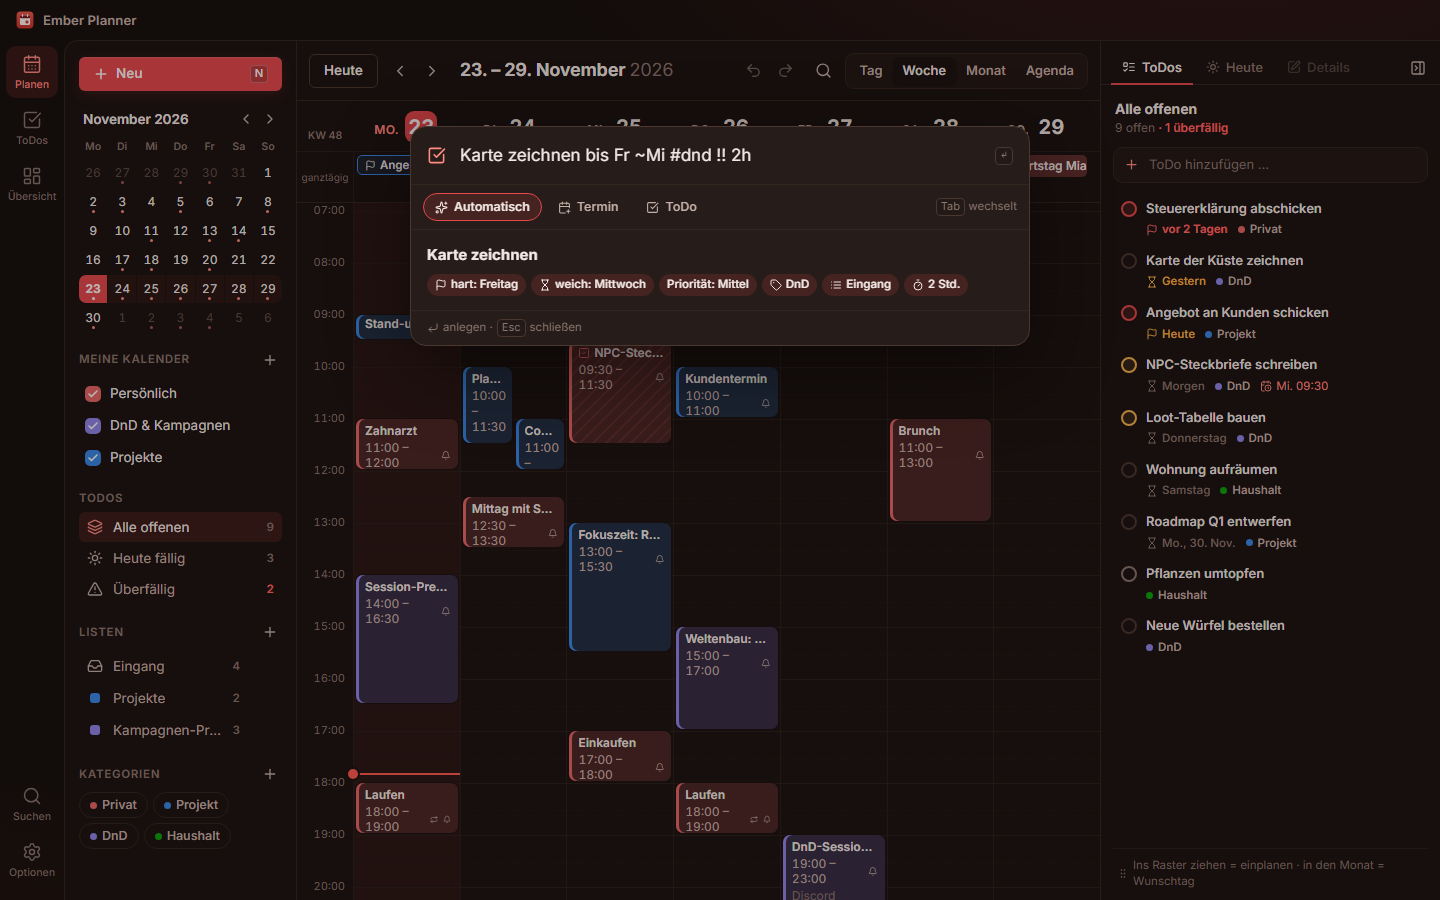 Ember Planner
Planen
ToDos
Übersicht
Suchen
Optionen
Neu N
November 2026
Mo Di Mi Do Fr Sa So
26 27 28 29 30 31 1
2 3 4 5 6 7 8
9 10 11 12 13 14 15
16 17 18 19 20 21 22
23 24 25 26 27 28 29
30 1 2 3 4 5 6
MEINE KALENDER
Persönlich
DnD & Kampagnen
Projekte
TODOS
Alle offenen 9
Heute fällig 3
Überfällig 2
LISTEN
Eingang 4
Projekte 2
Kampagnen-Pr... 3
KATEGORIEN
Privat
Projekt
DnD
Haushalt
Heute
23. – 29. November 2026
Tag Woche Monat Agenda
KW 48
MO. 23
24
25
26
27
28
29
ganztägig
Ange
rtstag Mia
Karte zeichnen bis Fr ~Mi #dnd !! 2h
Automatisch
Termin
ToDo
Tab wechselt
Karte zeichnen
hart: Freitag
weich: Mittwoch
Priorität: Mittel
DnD
Eingang
2 Std.
anlegen · Esc schließen
07:00
08:00
09:00
10:00
11:00
12:00
13:00
14:00
15:00
16:00
17:00
18:00
19:00
20:00
Stand-u
Zahnarzt
11:00 –
12:00
Session-Pre...
14:00 –
16:30
Laufen
18:00 –
19:00
Pla...
10:00
–
11:30
Co...
11:00
–
Mittag mit S...
12:30 –
13:30
NPC-Stec...
09:30 –
11:30
Fokuszeit: R...
13:00 –
15:30
Einkaufen
17:00 –
18:00
Kundentermin
10:00 –
11:00
Weltenbau: ...
15:00 –
17:00
Laufen
18:00 –
19:00
DnD-Sessio...
19:00 –
23:00
Discord
Brunch
11:00 –
13:00
ToDos
Heute
Details
Alle offenen
9 offen · 1 überfällig
ToDo hinzufügen ...
Steuererklärung abschicken
vor 2 Tagen Privat
Karte der Küste zeichnen
Gestern DnD
Angebot an Kunden schicken
Heute Projekt
NPC-Steckbriefe schreiben
Morgen DnD Mi. 09:30
Loot-Tabelle bauen
Donnerstag DnD
Wohnung aufräumen
Samstag Haushalt
Roadmap Q1 entwerfen
Mo., 30. Nov. Projekt
Pflanzen umtopfen
Haushalt
Neue Würfel bestellen
DnD
Ins Raster ziehen = einplanen · in den Monat =
Wunschtag